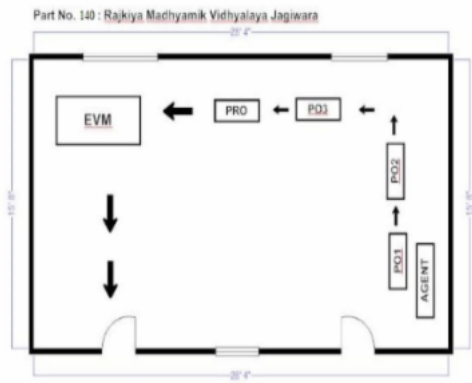 Part No. 140 : Rajkiya Madhyamik Vidhyalaya Jagiwara
EVM
PRO
PO3
PO2
PO1
AGENT